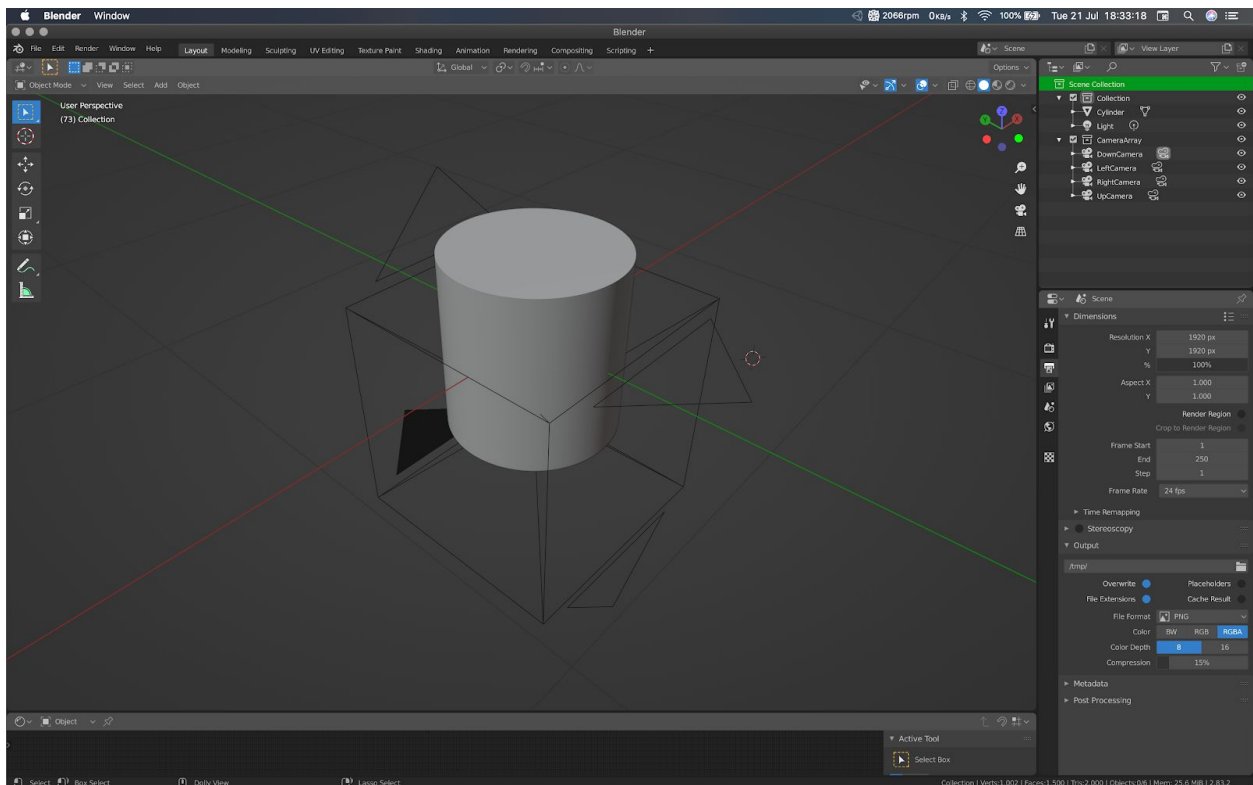 Blender Window 2066rpm 0KB/s 100% Tue 21 Jul 18:33:18
Blender
File Edit Render Window Help Layout Modeling Sculpting UV Editing Texture Paint Shading Animation Rendering Compositing Scripting + Scene View Layer
Global Options
Object Mode View Select Add Object
User Perspective
(73) Collection
Z
Y
X
Scene Collection
Collection
Cylinder
Light
CameraArray
DownCamera
LeftCamera
RightCamera
UpCamera
Scene
Dimensions
Resolution X 1920 px
Y 1920 px
% 100%
Aspect X 1.000
Y 1.000
Render Region
Crop to Render Region
Frame Start 1
End 250
Step 1
Frame Rate 24 fps
Time Remapping
Stereoscopy
Output
/tmp/
Overwrite Placeholders
File Extensions Cache Result
File Format PNG
Color BW RGB RGBA
Color Depth 8 16
Compression 15%
Metadata
Post Processing
Object
Active Tool
Select Box
Select Box Select Dolly View Lasso Select Collection | Verts:1,002 | Faces:1,500 | Tris:2,000 | Objects:0/6 | Mem: 25.6 MiB | 2.83.2